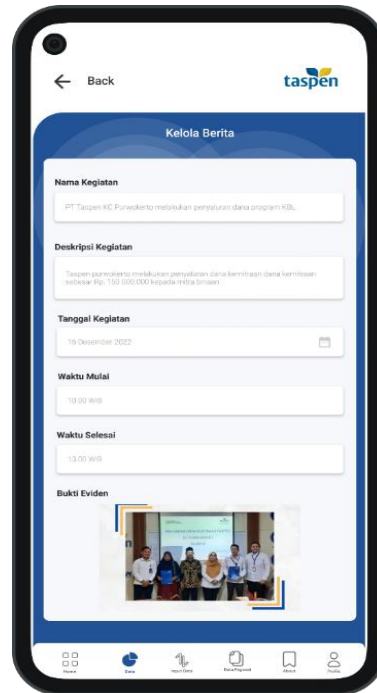 Back
taspen
Kelola Berita
Nama Kegiatan
PT Taspen KC Purwokerto melakukan penyaluran dana program KBL
Deskripsi Kegiatan
Taspen purwokerto melakukan penyaluran dana kemitraan dana kemitraan
sebesar Rp. 150.000.000 kepada mitra binaan
Tanggal Kegiatan
16 Desember 2022
Waktu Mulai
10.00 WIB
Waktu Selesai
13.00 WIB
Bukti Eviden
Home
Data
Input Data
Data Pegawai
About
Profile